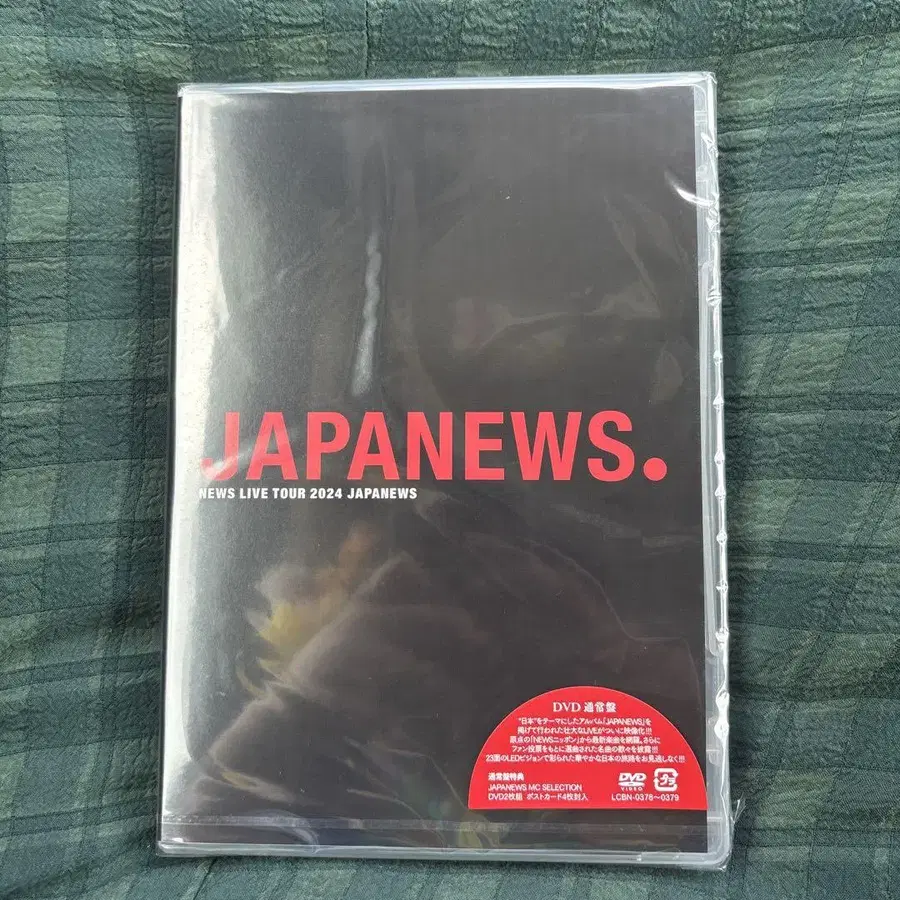 JAPANEWS.
NEWS LIVE TOUR 2024 JAPANEWS
DVD 通常盤
"日本"をテーマにしたアルバム「JAPANEWS」を
掲げて行われた壮大なLIVEがついに映像化!!!
原点の「NEWSニッポン」から最新楽曲を網羅。さらに
ファン投票をもとに選曲された名曲の数々を披露!!!
23面のLEDビジョンで彩られた華やかな日本の旅路をお見逃しなく!!!
通常盤特典
JAPANEWS MC SELECTION
DVD2枚組 ポストカード4枚封入
DVD
VIDEO
プラ
LCBN-0378〜0379